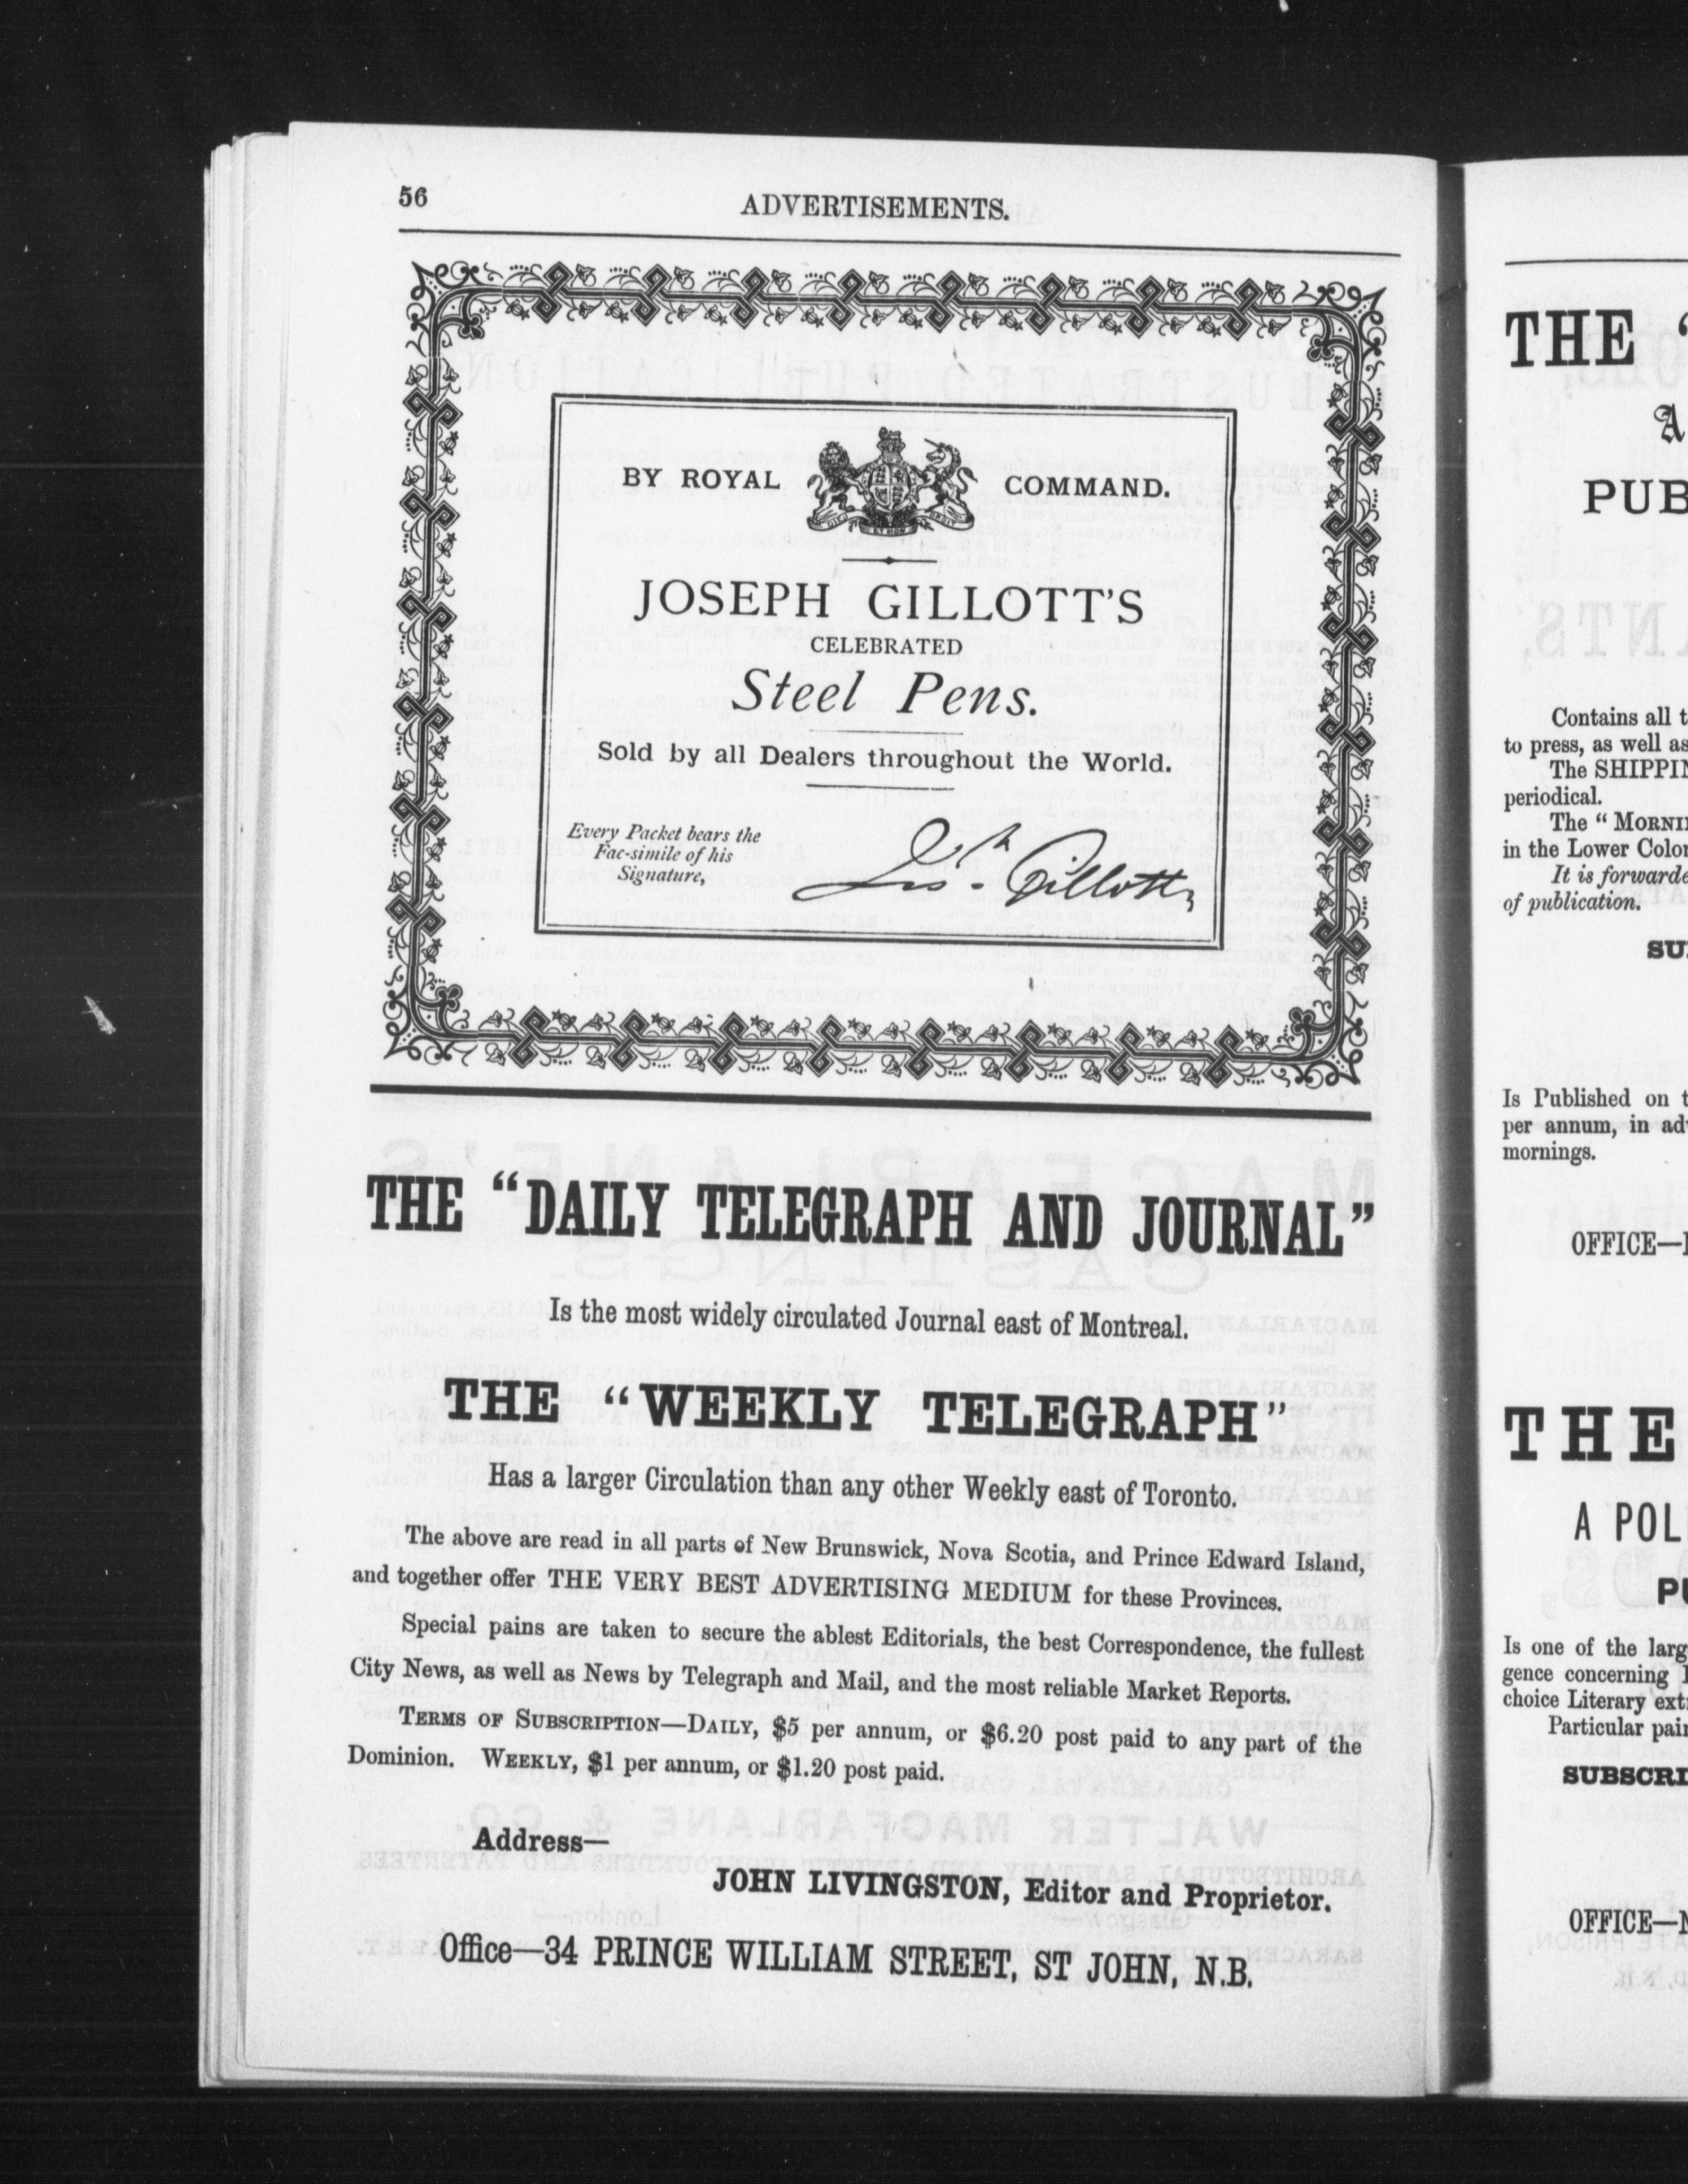 56
ADVERTISEMENTS.
BY ROYAL COMMAND.
JOSEPH GILLOTT'S
CELEBRATED
Steel Pens.
Sold by all Dealers throughout the World.
Every Packet bears the
Fac-simile of his
Signature,
Jos. Gillott
THE "DAILY TELEGRAPH AND JOURNAL"
Is the most widely circulated Journal east of Montreal.
THE "WEEKLY TELEGRAPH"
Has a larger Circulation than any other Weekly east of Toronto.
The above are read in all parts of New Brunswick, Nova Scotia, and Prince Edward Island,
and together offer THE VERY BEST ADVERTISING MEDIUM for these Provinces.
Special pains are taken to secure the ablest Editorials, the best Correspondence, the fullest
City News, as well as News by Telegraph and Mail, and the most reliable Market Reports.
TERMS OF SUBSCRIPTION—DAILY, $5 per annum, or $6.20 post paid to any part of the
Dominion. WEEKLY, $1 per annum, or $1.20 post paid.
Address—
JOHN LIVINGSTON, Editor and Proprietor.
Office—34 PRINCE WILLIAM STREET, ST JOHN, N.B.
THE "
A
PUB
Contains all t
to press, as well as
The SHIPPIN
periodical.
The "MORNI
in the Lower Color
It is forwarde
of publication.
SU
Is Published on t
per annum, in adv
mornings.
OFFICE—
THE
A POL
PU
Is one of the larg
gence concerning
choice Literary ext
Particular pai
SUBSCRI
OFFICE—